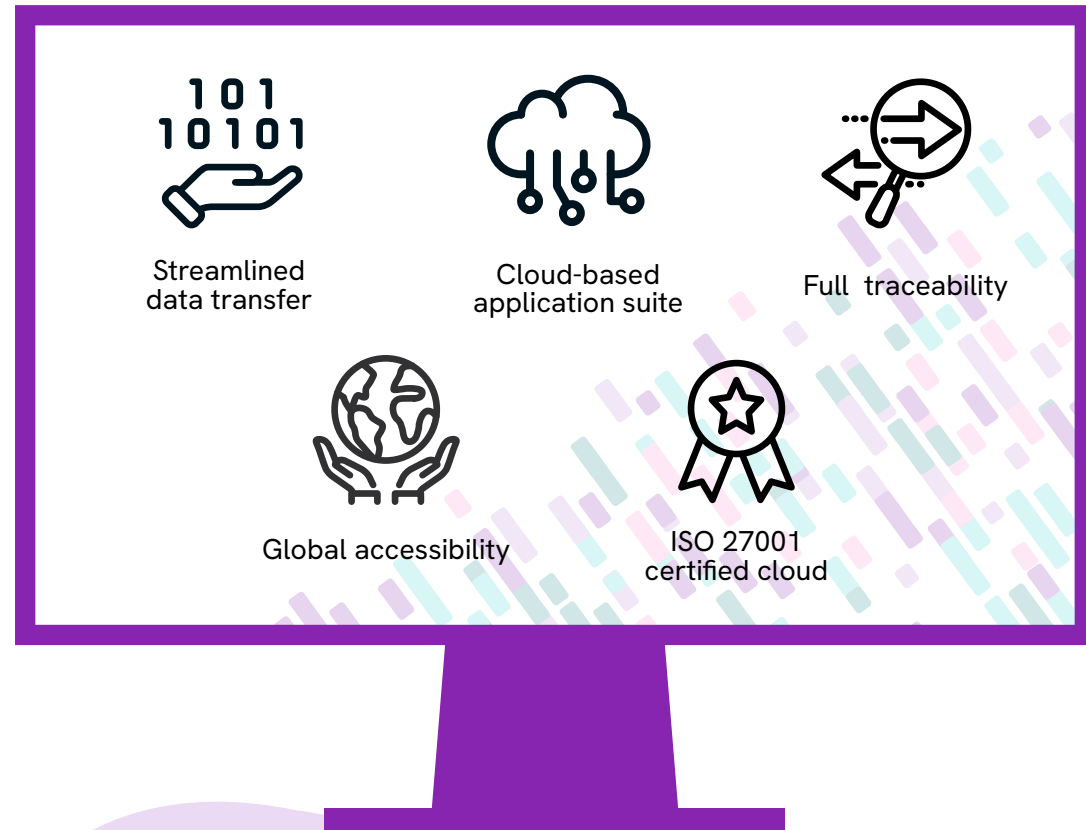 101
10101
Streamlined
data transfer
Cloud-based
application suite
Full traceability
Global accessibility
ISO 27001
certified cloud